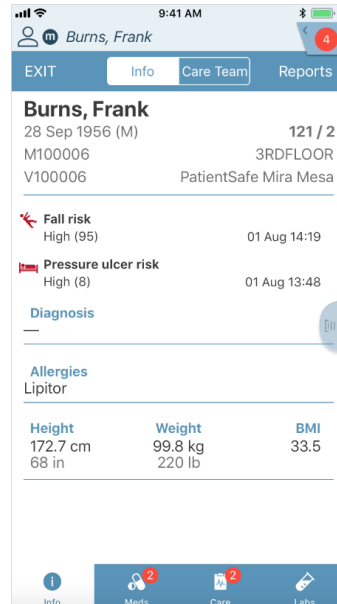 9:41 AM
m Burns, Frank
4
EXIT Info Care Team Reports
Burns, Frank
28 Sep 1956 (M) 121 / 2
M100006 3RDFLOOR
V100006 PatientSafe Mira Mesa
Fall risk
High (95) 01 Aug 14:19
Pressure ulcer risk
High (8) 01 Aug 13:48
Diagnosis
—
Allergies
Lipitor
Height Weight BMI
172.7 cm 99.8 kg 33.5
68 in 220 lb
2 2
Info Meds Care Labs